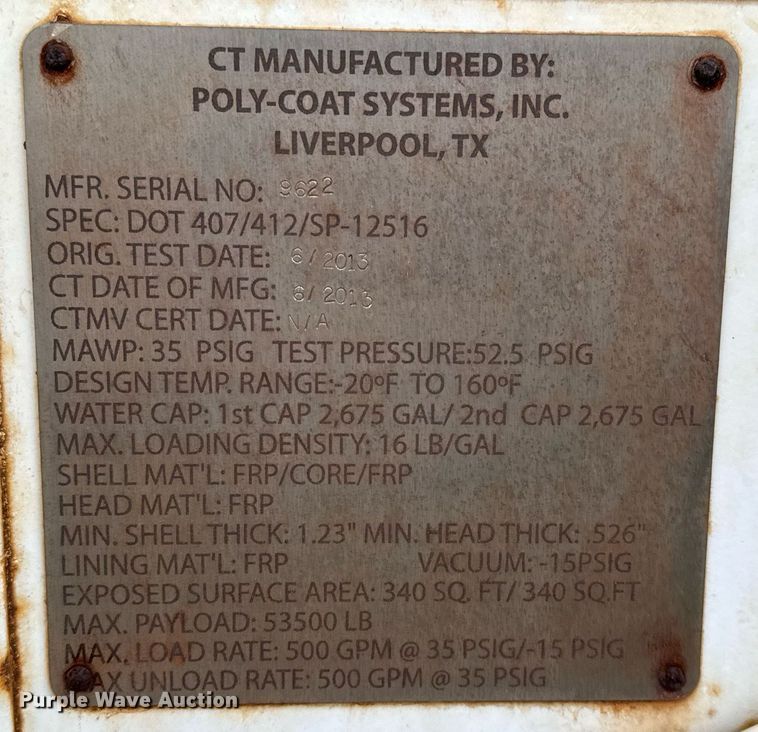 CT MANUFACTURED BY:
POLY-COAT SYSTEMS, INC.
LIVERPOOL, TX
MFR. SERIAL NO: 9622
SPEC: DOT 407/412/SP-12516
ORIG. TEST DATE: 6/2013
CT DATE OF MFG: 6/2013
CTMV CERT DATE: N/A
MAWP: 35 PSIG TEST PRESSURE:52.5 PSIG
DESIGN TEMP. RANGE:-20ºF TO 160ºF
WATER CAP: 1st CAP 2,675 GAL/ 2nd CAP 2,675 GAL
MAX. LOADING DENSITY: 16 LB/GAL
SHELL MAT'L: FRP/CORE/FRP
HEAD MAT'L: FRP
MIN. SHELL THICK: 1.23" MIN. HEAD THICK: .526"
LINING MAT'L: FRP VACUUM: -15PSIG
EXPOSED SURFACE AREA: 340 SQ. FT/ 340 SQ.FT
MAX. PAYLOAD: 53500 LB
MAX. LOAD RATE: 500 GPM @ 35 PSIG/-15 PSIG
UNLOAD RATE: 500 GPM @ 35 PSIG
Purple Wave Auction